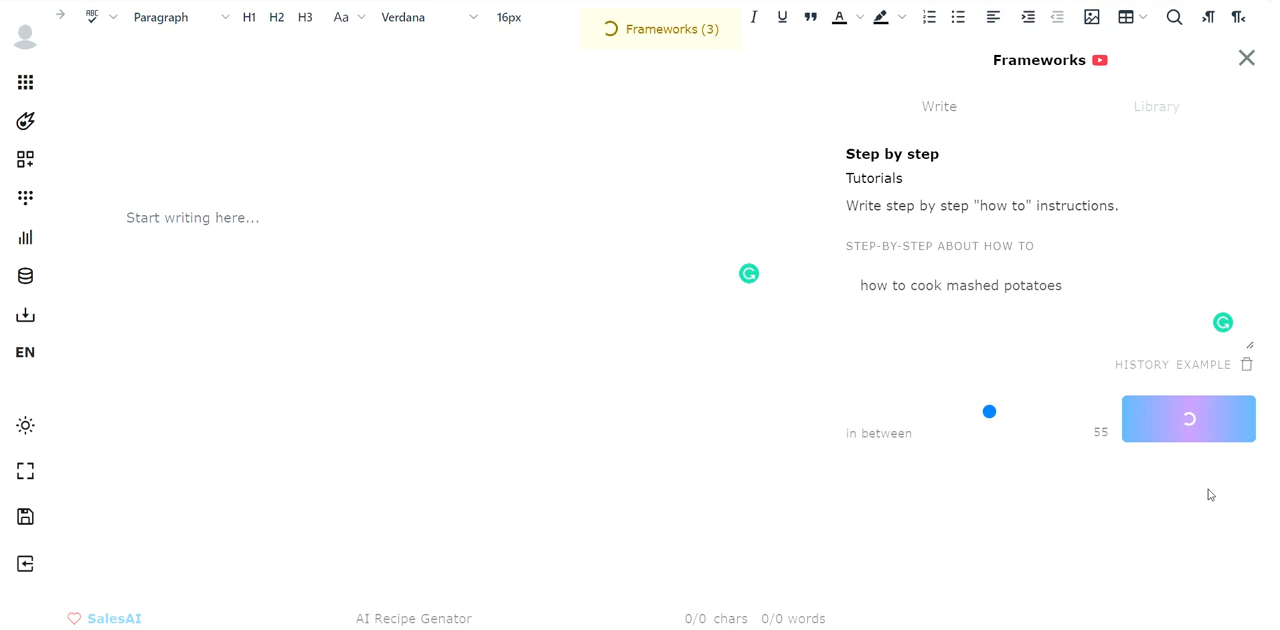 ABC Paragraph H1 H2 H3 Aa Verdana 16px I U A
Frameworks (3)
Frameworks
Write Library
Step by step
Tutorials
Write step by step "how to" instructions.
Start writing here...
STEP-BY-STEP ABOUT HOW TO
how to cook mashed potatoes
EN
HISTORY EXAMPLE
in between 55
SalesAI AI Recipe Genator 0/0 chars 0/0 words